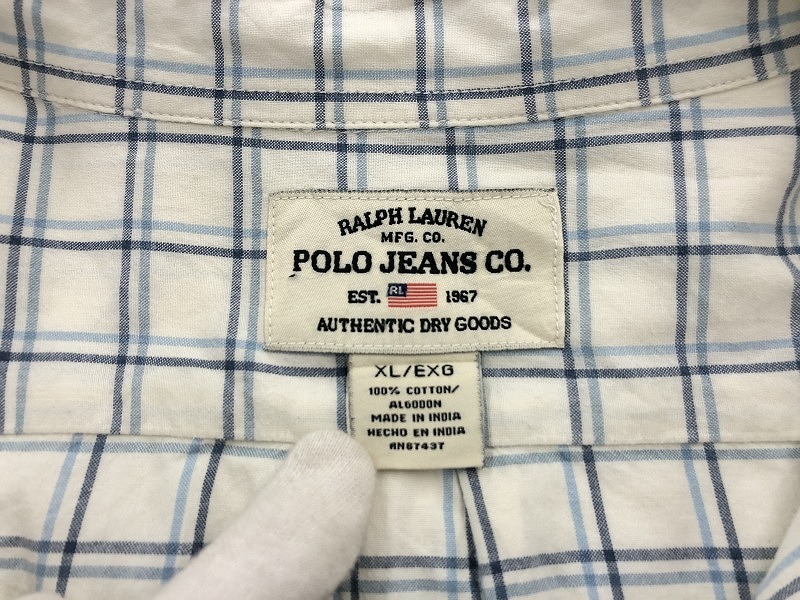 RALPH LAUREN
MFG. CO.
POLO JEANS CO.
EST. RL 1967
AUTHENTIC DRY GOODS
XL/EXG
100% COTTON/
ALGODON
MADE IN INDIA
HECHO EN INDIA
RN67437